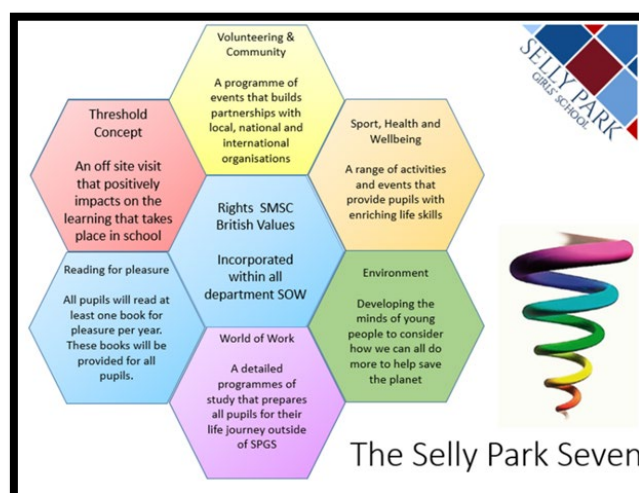 Volunteering &
Community
A programme of
events that builds
partnerships with
local, national and
international
organisations
SELLY PARK
GIRLS' SCHOOL
Threshold
Concept
An off site visit
that positively
impacts on the
learning that takes
place in school
Sport, Health and
Wellbeing
A range of activities
and events that
provide pupils with
enriching life skills
Rights SMSC
British Values
Incorporated
within all
department SOW
Reading for pleasure
All pupils will read at
least one book for
pleasure per year.
These books will be
provided for all
pupils.
Environment
Developing the
minds of young
people to consider
how we can all do
more to help save
the planet
World of Work
A detailed
programmes of
study that prepares
all pupils for their
life journey outside
of SPGS
The Selly Park Seven